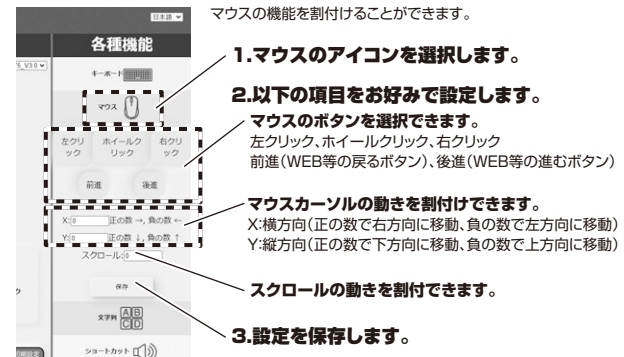 マウスの機能を割付けることができます。
日本語
各種機能
5_V3.0
キーボード
マウス
左クリック
ホイールクリック
右クリック
前進
後進
X:0 正の数 →, 負の数 ←
Y:0 正の数 ↓, 負の数 ↑
スクロール:0
保存
文字列 AB
CD
ショートカット
1.マウスのアイコンを選択します。
2.以下の項目をお好みで設定します。
マウスのボタンを選択できます。
左クリック、ホイールクリック、右クリック
前進(WEB等の戻るボタン)、後進(WEB等の進むボタン)
マウスカーソルの動きを割付けできます。
X:横方向(正の数で右方向に移動、負の数で左方向に移動)
Y:縦方向(正の数で下方向に移動、負の数で上方向に移動)
スクロールの動きを割付できます。
3.設定を保存します。